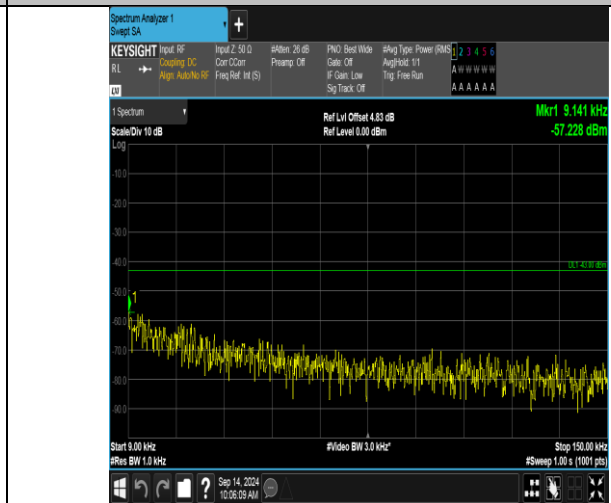 Spectrum Analyzer 1
Swept SA
+
KEYSIGHT
Input: RF
Input Z: 50 Ω
#Atten: 26 dB
PNO: Best Wide
#Avg Type: Power (RMS
1 2 3 4 5 6
RL
Coupling: DC
Corr CCorr
Preamp: Off
Gate: Off
Avg|Hold: 1/1
A W W W W W
Align: Auto/No RF
Freq Ref: Int (S)
IF Gain: Low
Trig: Free Run
Sig Track: Off
A A A A A A
LXI
1 Spectrum
Ref Lvl Offset 4.83 dB
Mkr1 9.141 kHz
Scale/Div 10 dB
Ref Level 0.00 dBm
-57.228 dBm
Log
-10.0
-20.0
-30.0
-40.0
DL1 -43.00 dBm
-50.0
1
-60.0
-70.0
-80.0
-90.0
Start 9.00 kHz
#Video BW 3.0 kHz*
Stop 150.00 kHz
#Res BW 1.0 kHz
#Sweep 1.00 s (1001 pts)
?
Sep 14, 2024
10:06:09 AM